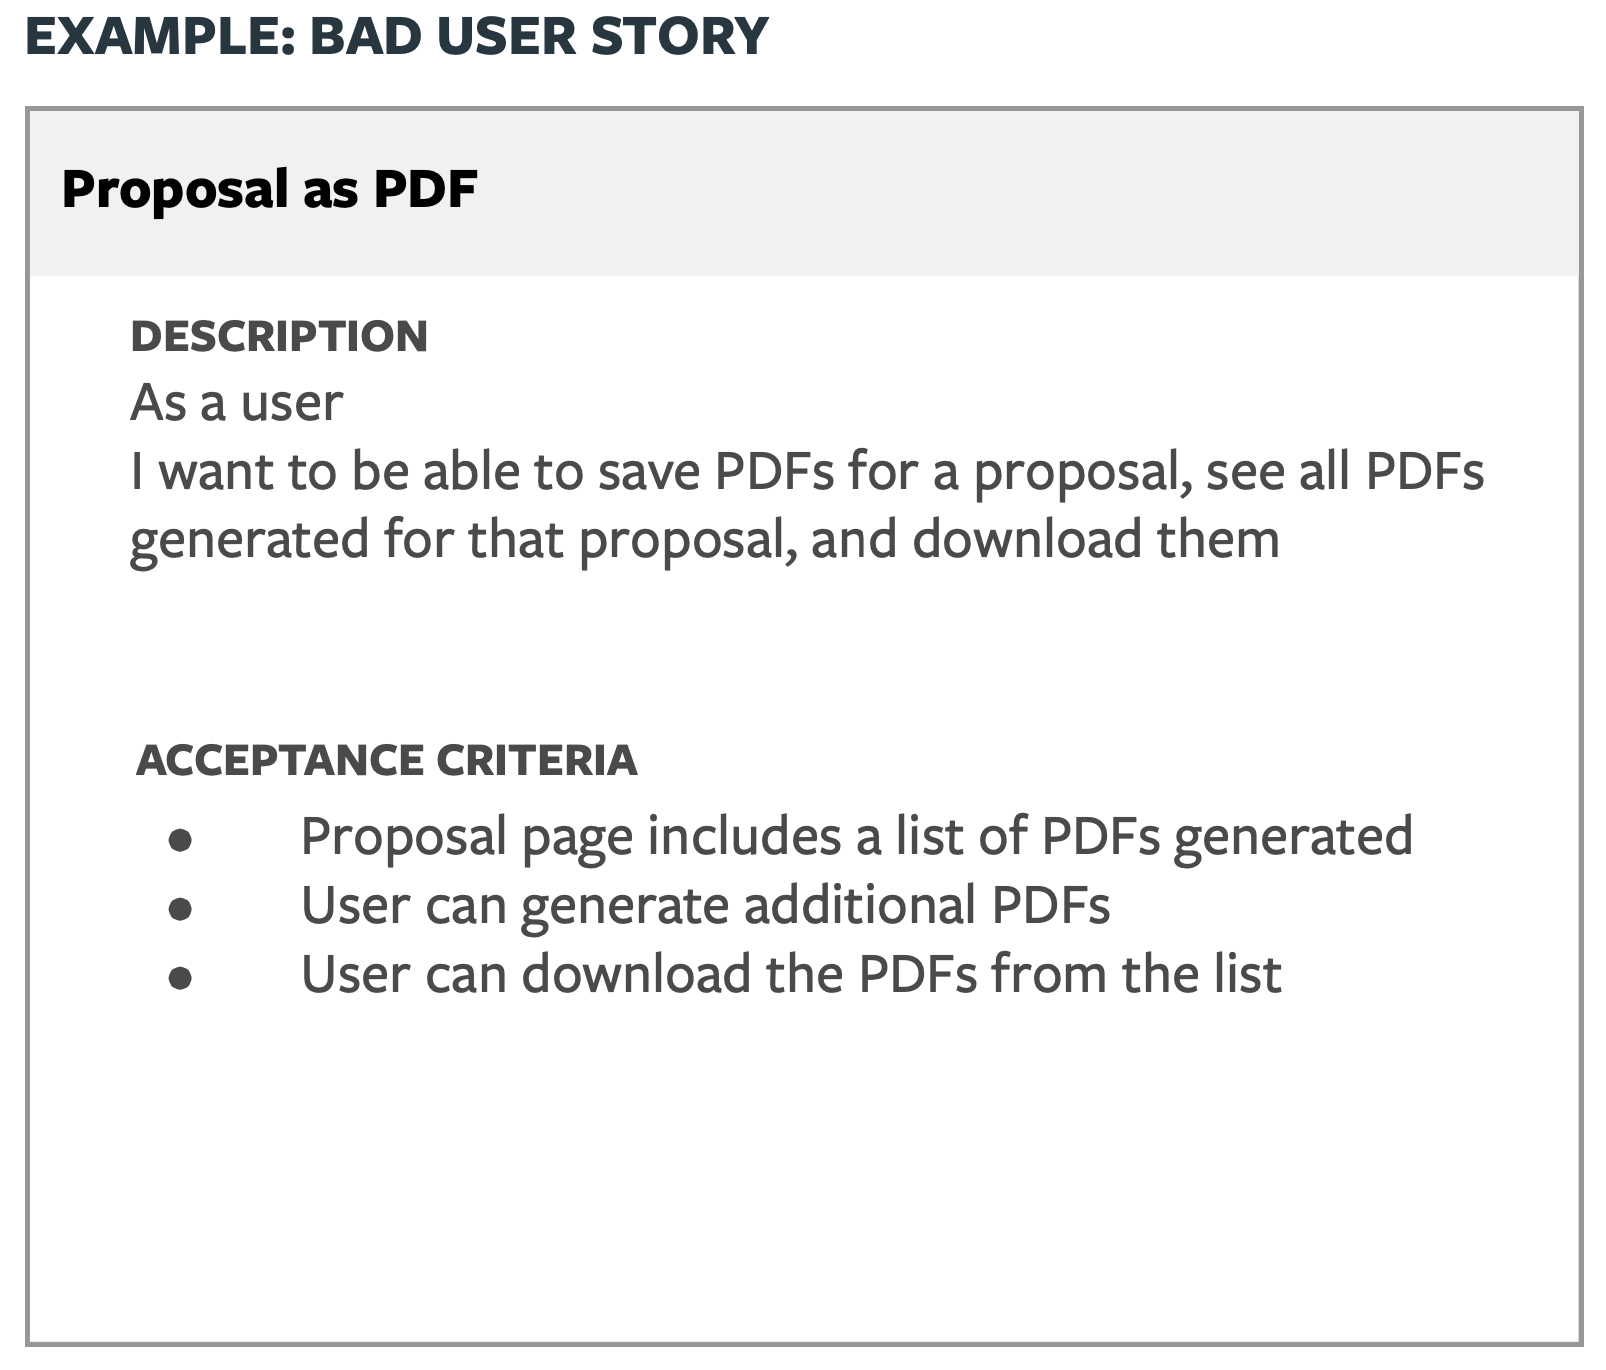 EXAMPLE: BAD USER STORY
Proposal as PDF
DESCRIPTION
As a user
I want to be able to save PDFs for a proposal, see all PDFs
generated for that proposal, and download them
ACCEPTANCE CRITERIA
● Proposal page includes a list of PDFs generated
● User can generate additional PDFs
● User can download the PDFs from the list